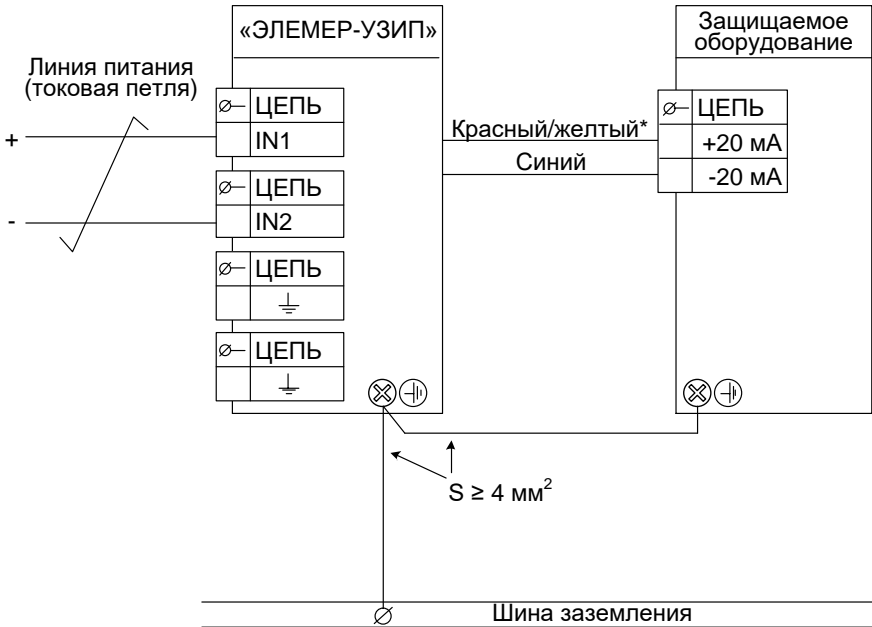 «ЭЛЕМЕР-УЗИП»
Защищаемое
оборудование
Линия питания
(токовая петля)
ЦЕПЬ
IN1
ЦЕПЬ
IN2
ЦЕПЬ
ЦЕПЬ
+
-
Красный/желтый*
Синий
ЦЕПЬ
+20 мА
-20 мА
S ≥ 4 мм²
Шина заземления